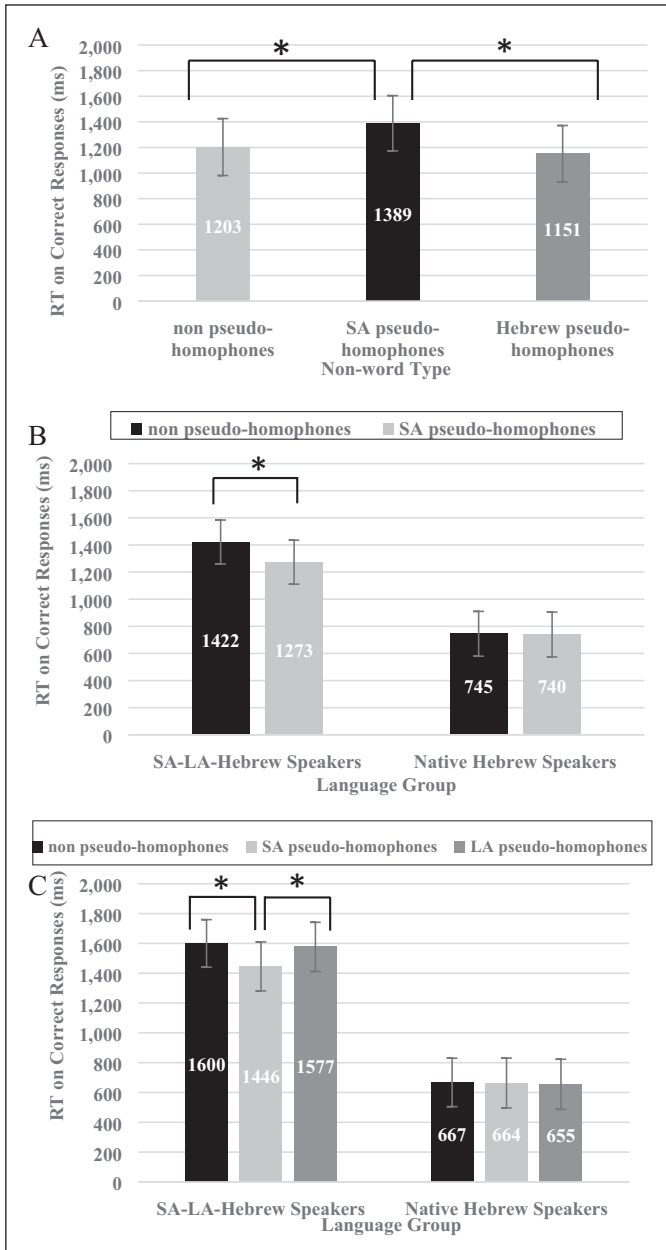 A
RT on Correct Responses (ms)
2,000
1,800
1,600
1,400
1,200
1,000
800
600
400
200
0
*
*
1203
1389
1151
non pseudo-
homophones
SA pseudo-
homophones
Hebrew pseudo-
homophones
Non-word Type
B
non pseudo-homophones SA pseudo-homophones
RT on Correct Responses (ms)
2,000
1,800
1,600
1,400
1,200
1,000
800
600
400
200
0
*
1422
1273
745
740
SA-LA-Hebrew Speakers
Native Hebrew Speakers
Language Group
non pseudo-homophones SA pseudo-homophones LA pseudo-homophones
C
RT on Correct Responses (ms)
2,000
1,800
1,600
1,400
1,200
1,000
800
600
400
200
0
*
*
1600
1446
1577
667
664
655
SA-LA-Hebrew Speakers
Native Hebrew Speakers
Language Group